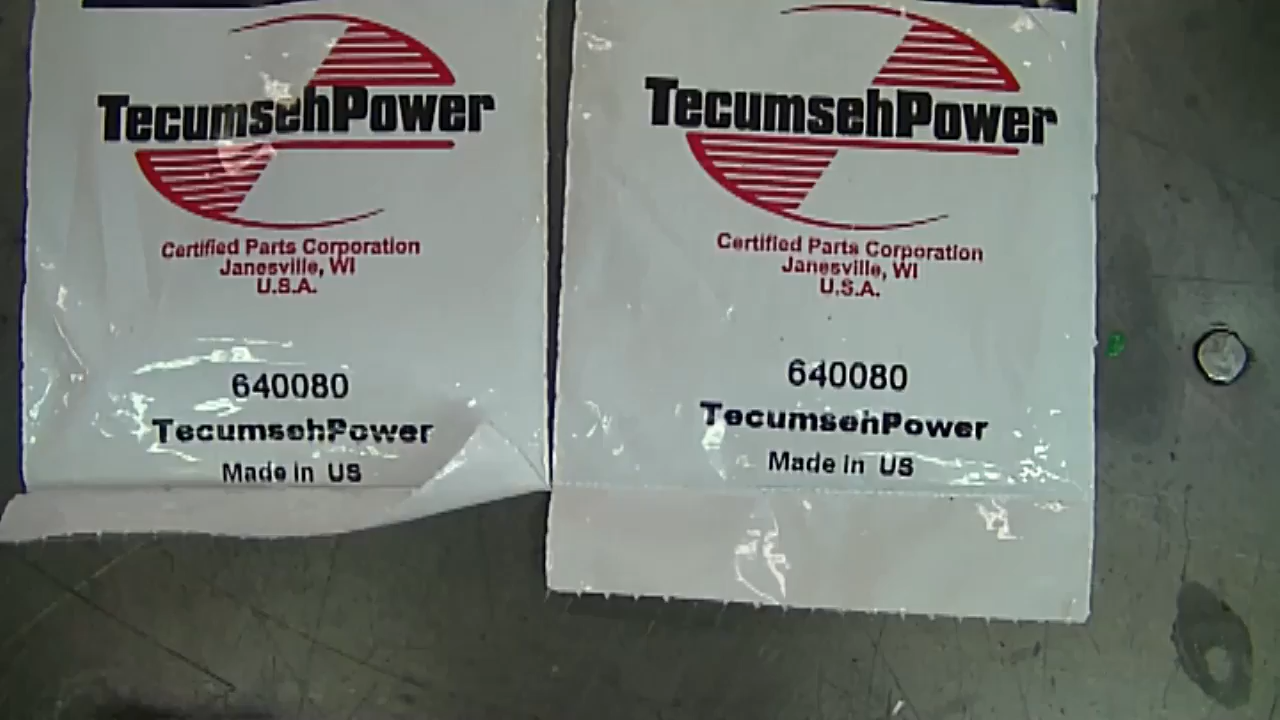 TecumsehPower
Certified Parts Corporation
Janesville, WI
U.S.A.
640080
TecumsehPower
Made in US
TecumsehPower
Certified Parts Corporation
Janesville, WI
U.S.A.
640080
TecumsehPower
Made in US